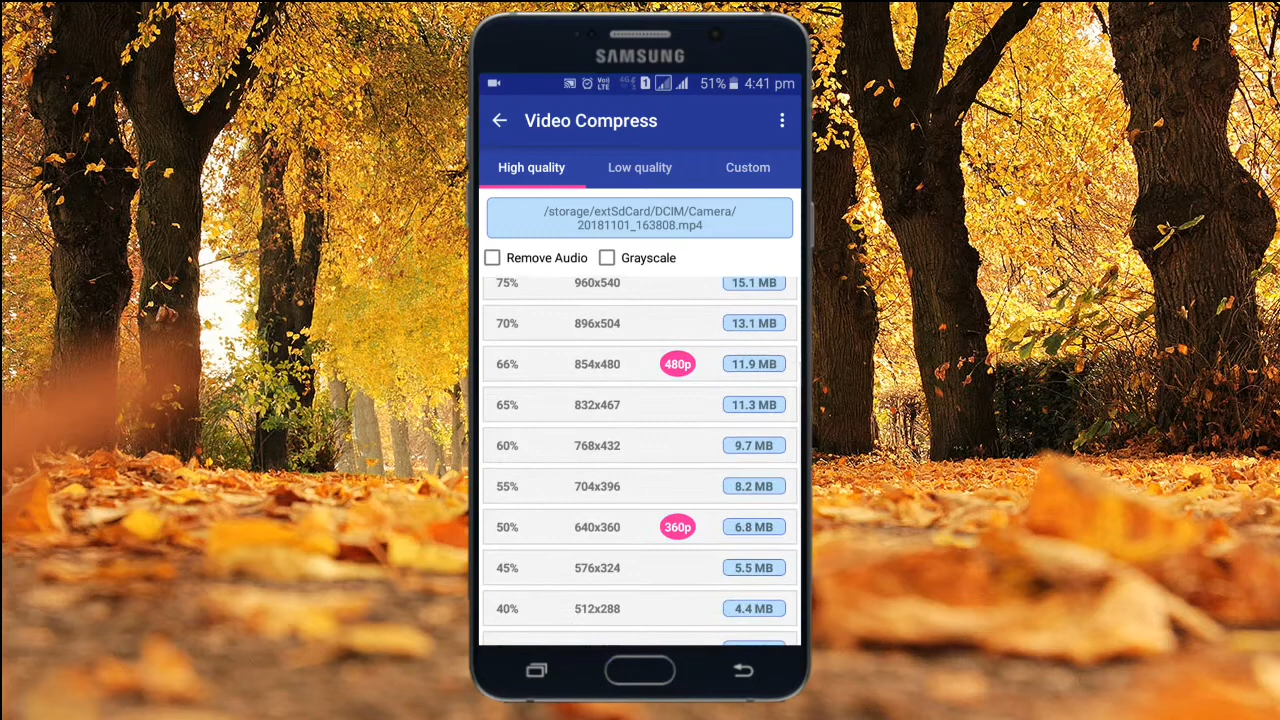 SAMSUNG
VoLTE 4G 1 51% 4:41 pm
Video Compress
High quality Low quality Custom
/storage/extSdCard/DCIM/Camera/
20181101_163808.mp4
Remove Audio Grayscale
75% 960x540 15.1 MB
70% 896x504 13.1 MB
66% 854x480 480p 11.9 MB
65% 832x467 11.3 MB
60% 768x432 9.7 MB
55% 704x396 8.2 MB
50% 640x360 360p 6.8 MB
45% 576x324 5.5 MB
40% 512x288 4.4 MB